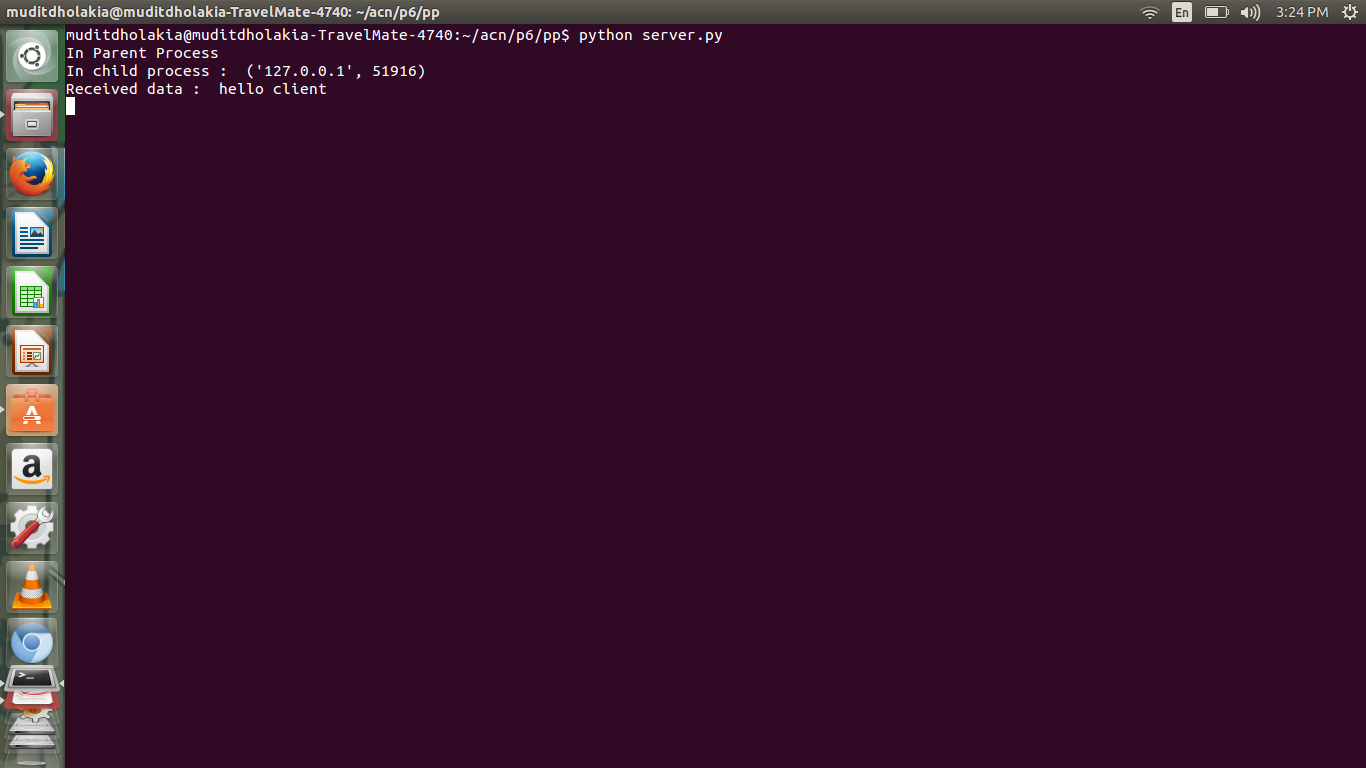 muditdholakia@muditdholakia-TravelMate-4740: ~/acn/p6/pp
En
3:24 PM
muditdholakia@muditdholakia-TravelMate-4740:~/acn/p6/pp$ python server.py
In Parent Process
In child process :  ('127.0.0.1', 51916)
Received data :  hello client
A
a
>_